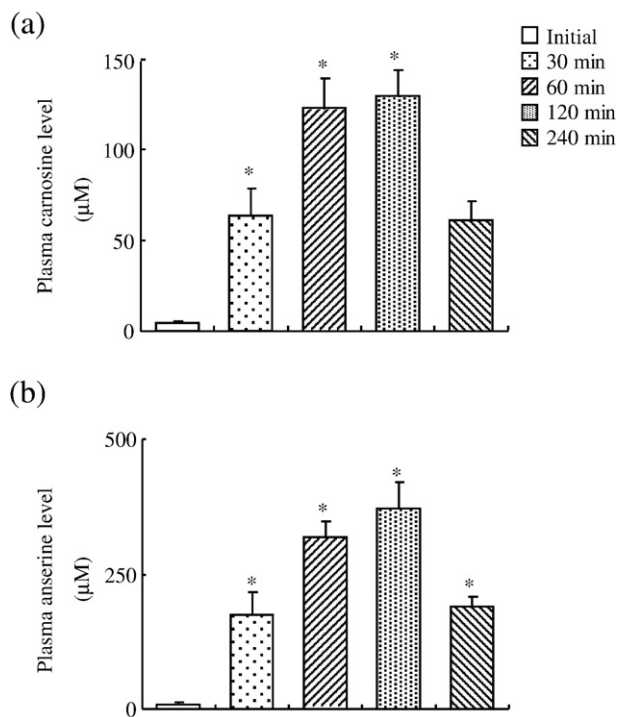 (a)
Initial
30 min
60 min
120 min
240 min
Plasma carnosine level
(μM)
150
100
50
0
*
*
*
(b)
Plasma anserine level
(μM)
500
250
0
*
*
*
*